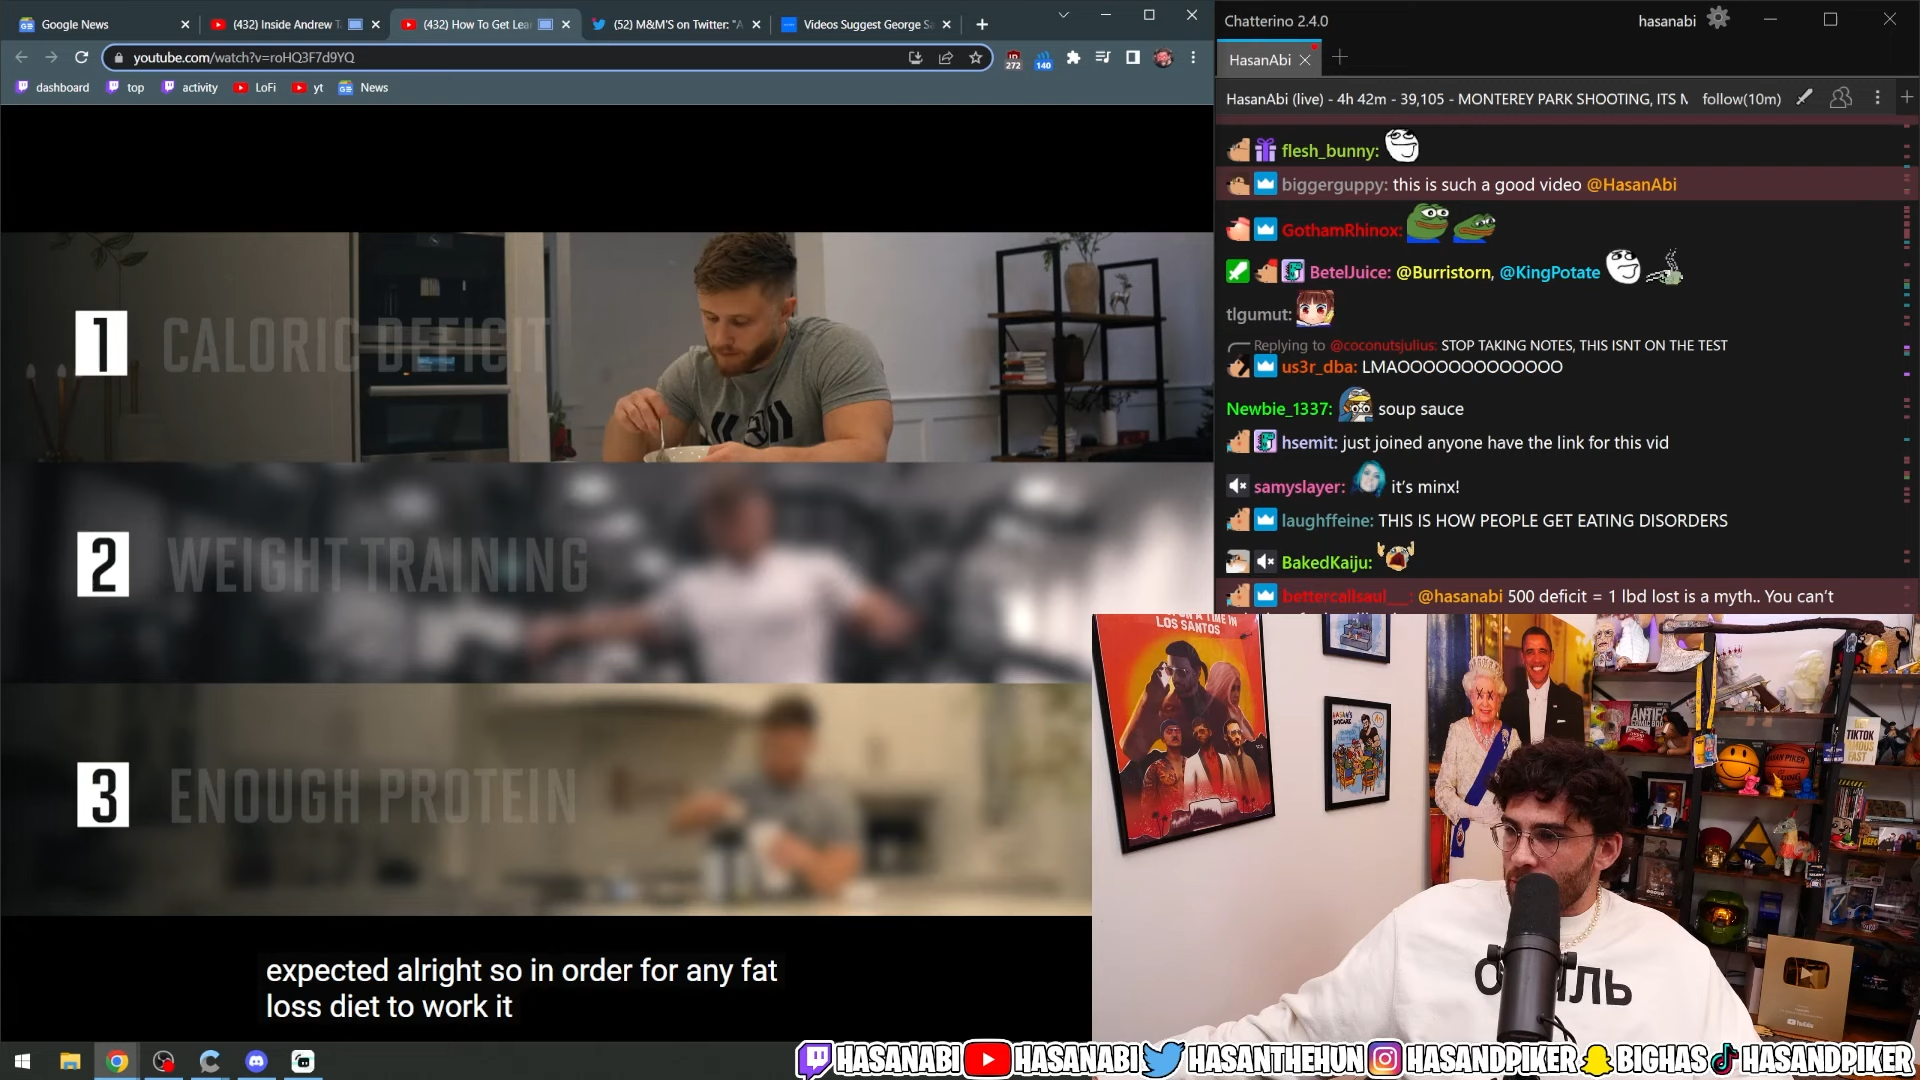 Google News
(432) Inside Andrew T
(432) How To Get Lea
(52) M&M'S on Twitter: "A
Videos Suggest George Sa
youtube.com/watch?v=roHQ3F7d9YQ
272
140
dashboard
top
activity
LoFi
yt
News
1 CALORIC DEFICIT
2 WEIGHT TRAINING
3 ENOUGH PROTEIN
expected alright so in order for any fat
loss diet to work it
Chatterino 2.4.0
hasanabi
HasanAbi
HasanAbi (live) - 4h 42m - 39,105 - MONTEREY PARK SHOOTING, ITS M
follow(10m)
flesh_bunny:
biggerguppy: this is such a good video @HasanAbi
GothamRhinox:
BetelJuice: @Burristorn, @KingPotate
tlgumut:
Replying to @coconutsjulius: STOP TAKING NOTES, THIS ISNT ON THE TEST
us3r_dba: LMAOOOOOOOOOOOOO
Newbie_1337: soup sauce
hsemit: just joined anyone have the link for this vid
samyslayer: it's minx!
laughffeine: THIS IS HOW PEOPLE GET EATING DISORDERS
BakedKaiju:
bettercallsaul__: @hasanabi 500 deficit = 1 lbd lost is a myth.. You can't
LOS SANTOS
TIKTOK
FAMOUS
FAST
HASANABI
HASANABI
HASANTHEHUN
HASANDPIKER
BIGHAS
HASANDPIKER